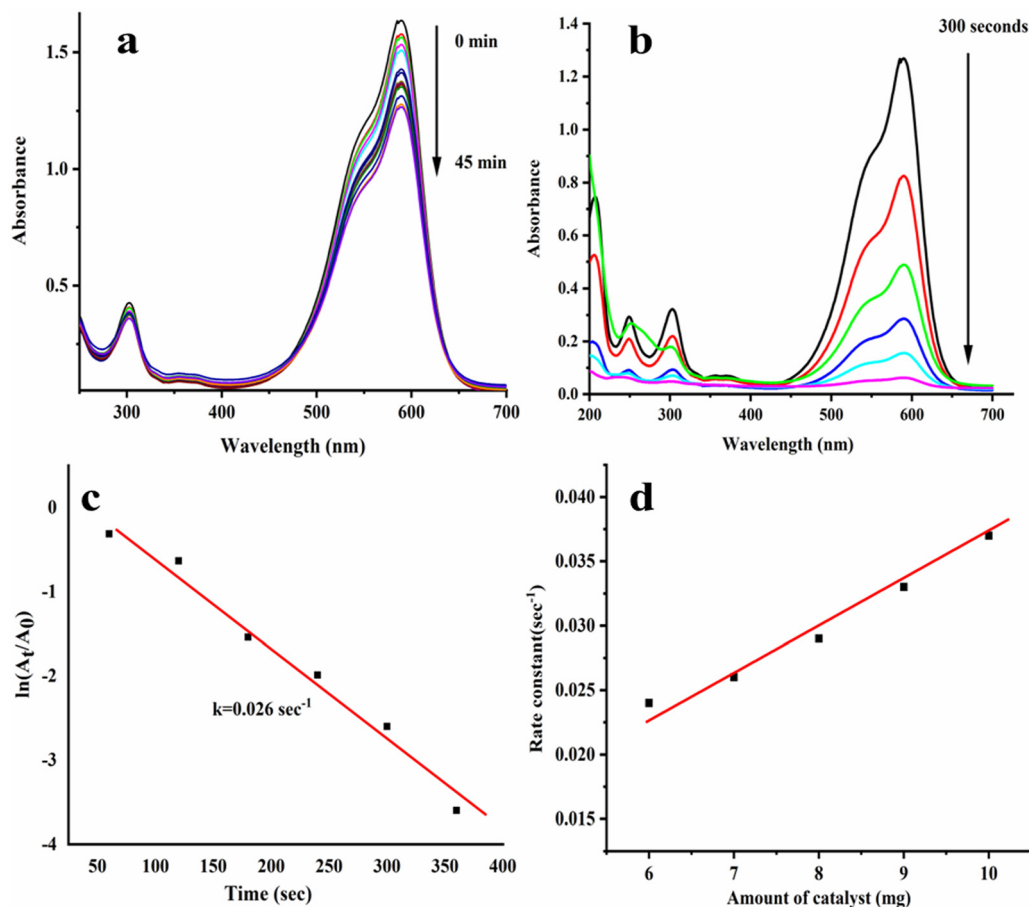 a
0 min
45 min
1.5
1.0
0.5
Absorbance
300 400 500 600 700
Wavelength (nm)
b
300 seconds
1.4
1.2
1.0
0.8
0.6
0.4
0.2
0.0
Absorbance
200 300 400 500 600 700
Wavelength (nm)
c
0
-1
-2
-3
-4
ln(At/A0)
k=0.026 sec-1
50 100 150 200 250 300 350 400
Time (sec)
d
0.040
0.035
0.030
0.025
0.020
0.015
Rate constant(sec-1)
6 7 8 9 10
Amount of catalyst (mg)